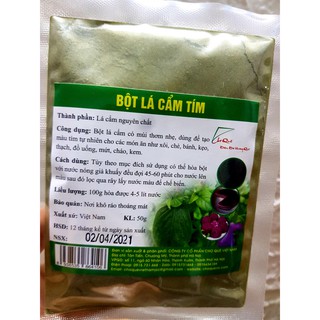 BỘT LÁ CẨM TÍM
Thành phần: Lá cẩm nguyên chất
Công dụng: Bột lá cẩm có mùi thơm nhẹ, dùng để tạo
màu tím tự nhiên cho các món ăn như xôi, chè, bánh, kẹo,
thạch, đồ uống, mứt, cháo, kem.
Cách dùng: Tùy theo mục đích sử dụng có thể hòa bột
lên với nước nóng già khuấy đều đợi 45-60 phút cho nước lên
màu sau đó lọc qua rây lấy nước màu để chế biến.
Liều lượng: 100g hòa được 4-5 lít nước
Bảo quản: Nơi khô ráo thoáng mát
Xuất xứ: Việt Nam KL: 50g
HSD: 12 tháng kể từ ngày sản xuất
NSX: 02/04/2021